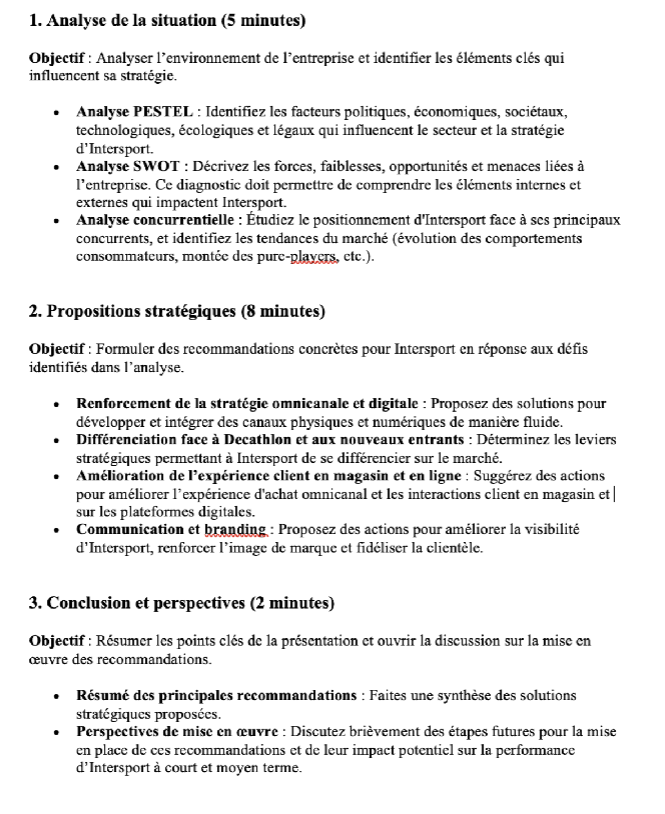 1. Analyse de la situation (5 minutes)
Objectif : Analyser l’environnement de l’entreprise et identifier les éléments clés qui
influencent sa stratégie.
• Analyse PESTEL : Identifiez les facteurs politiques, économiques, sociétaux,
technologiques, écologiques et légaux qui influencent le secteur et la stratégie
d’Intersport.
• Analyse SWOT : Décrivez les forces, faiblesses, opportunités et menaces liées à
l’entreprise. Ce diagnostic doit permettre de comprendre les éléments internes et
externes qui impactent Intersport.
• Analyse concurrentielle : Étudiez le positionnement d'Intersport face à ses principaux
concurrents, et identifiez les tendances du marché (évolution des comportements
consommateurs, montée des pure-players, etc.).
2. Propositions stratégiques (8 minutes)
Objectif : Formuler des recommandations concrètes pour Intersport en réponse aux défis
identifiés dans l’analyse.
• Renforcement de la stratégie omnicanale et digitale : Proposez des solutions pour
développer et intégrer des canaux physiques et numériques de manière fluide.
• Différenciation face à Decathlon et aux nouveaux entrants : Déterminez les leviers
stratégiques permettant à Intersport de se différencier sur le marché.
• Amélioration de l’expérience client en magasin et en ligne : Suggérez des actions
pour améliorer l’expérience d'achat omnicanal et les interactions client en magasin et
sur les plateformes digitales.
• Communication et branding : Proposez des actions pour améliorer la visibilité
d’Intersport, renforcer l’image de marque et fidéliser la clientèle.
3. Conclusion et perspectives (2 minutes)
Objectif : Résumer les points clés de la présentation et ouvrir la discussion sur la mise en
œuvre des recommandations.
• Résumé des principales recommandations : Faites une synthèse des solutions
stratégiques proposées.
• Perspectives de mise en œuvre : Discutez brièvement des étapes futures pour la mise
en place de ces recommandations et de leur impact potentiel sur la performance
d’Intersport à court et moyen terme.